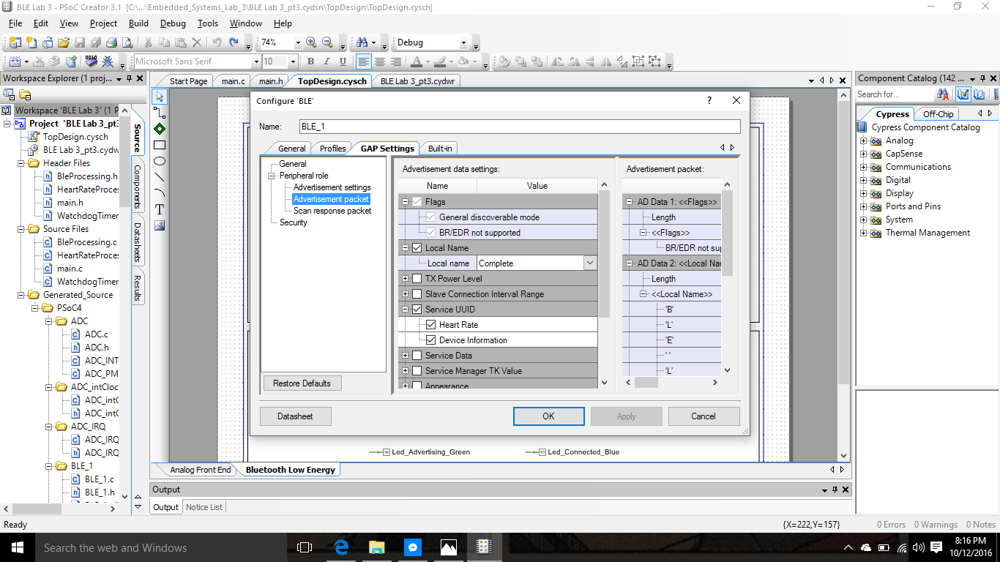 BLE Lab 3 - PSoC Creator 3.1 [C:\...\Embedded_Systems_Lab_3\BLE Lab 3_pt3.cydsn\TopDesign\TopDesign.cysch]
File Edit View Project Build Debug Tools Window Help
74% Debug
Microsoft Sans Serif 10 B I U
Workspace Explorer (1 proj...
Workspace 'BLE Lab 3' (1 P
Project 'BLE Lab 3_pt3
TopDesign.cysch
BLE Lab 3_pt3.cydw
Header Files
BleProcessing.h
HeartRateProce
main.h
WatchdogTimer
Source Files
BleProcessing.c
HeartRateProce
main.c
WatchdogTimer
Generated_Source
PSoC4
ADC
ADC.c
ADC.h
ADC_INT
ADC_PM
ADC_intCloc
ADC_intC
ADC_intC
ADC_IRQ
ADC_IRQ
ADC_IRQ
BLE_1
BLE_1.c
BLE_1.h
Source
Components
Datasheets
Results
Start Page main.c main.h TopDesign.cysch BLE Lab 3_pt3.cydwr
T
Configure 'BLE'
? 
Name: BLE_1
General Profiles GAP Settings Built-in
General
Peripheral role
Advertisement settings
Advertisement packet
Scan response packet
Security
Restore Defaults
Advertisement data settings:
Name Value
Flags
General discoverable mode
BR/EDR not supported
Local Name
Local name Complete
TX Power Level
Slave Connection Interval Range
Service UUID
Heart Rate
Device Information
Service Data
Service Manager TK Value
Appearance
Advertisement packet:
AD Data 1: <<Flags>>
Length
<<Flags>>
BR/EDR not sup
AD Data 2: <<Local Nar
Length
<<Local Name>>
'B'
'L'
'E'
' '
'L'
Datasheet OK Apply Cancel
Led_Advertising_Green Led_Connected_Blue
Analog Front End Bluetooth Low Energy
Output
Output Notice List
Component Catalog (142 ...
Search for...
Cypress Off-Chip
Cypress Component Catalog
Analog
CapSense
Communications
Digital
Display
Ports and Pins
System
Thermal Management
Ready {X=222,Y=157} 0 Errors 0 Warnings 0 Notes
Search the web and Windows
8:16 PM
10/12/2016